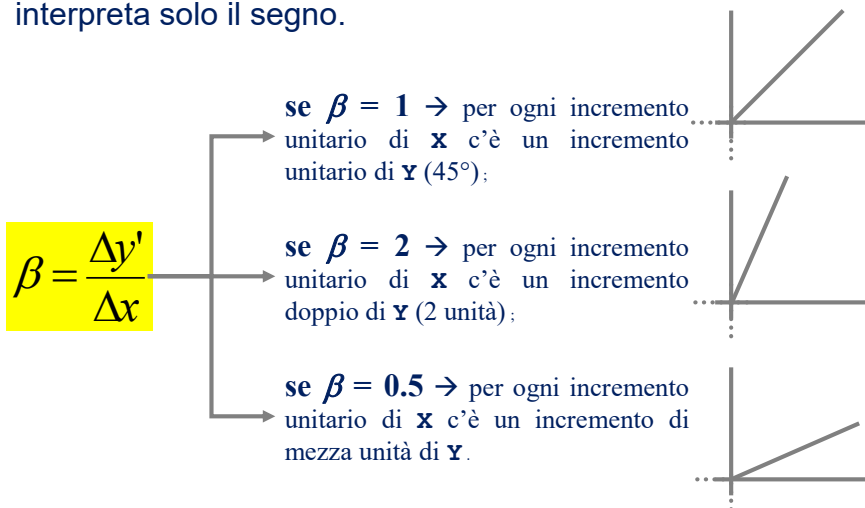 interpreta solo il segno.
se β = 1 → per ogni incremento
unitario di X c’è un incremento
unitario di Y (45°);
β = Δy' / Δx
se β = 2 → per ogni incremento
unitario di X c’è un incremento
doppio di Y (2 unità);
se β = 0.5 → per ogni incremento
unitario di X c’è un incremento di
mezza unità di Y.